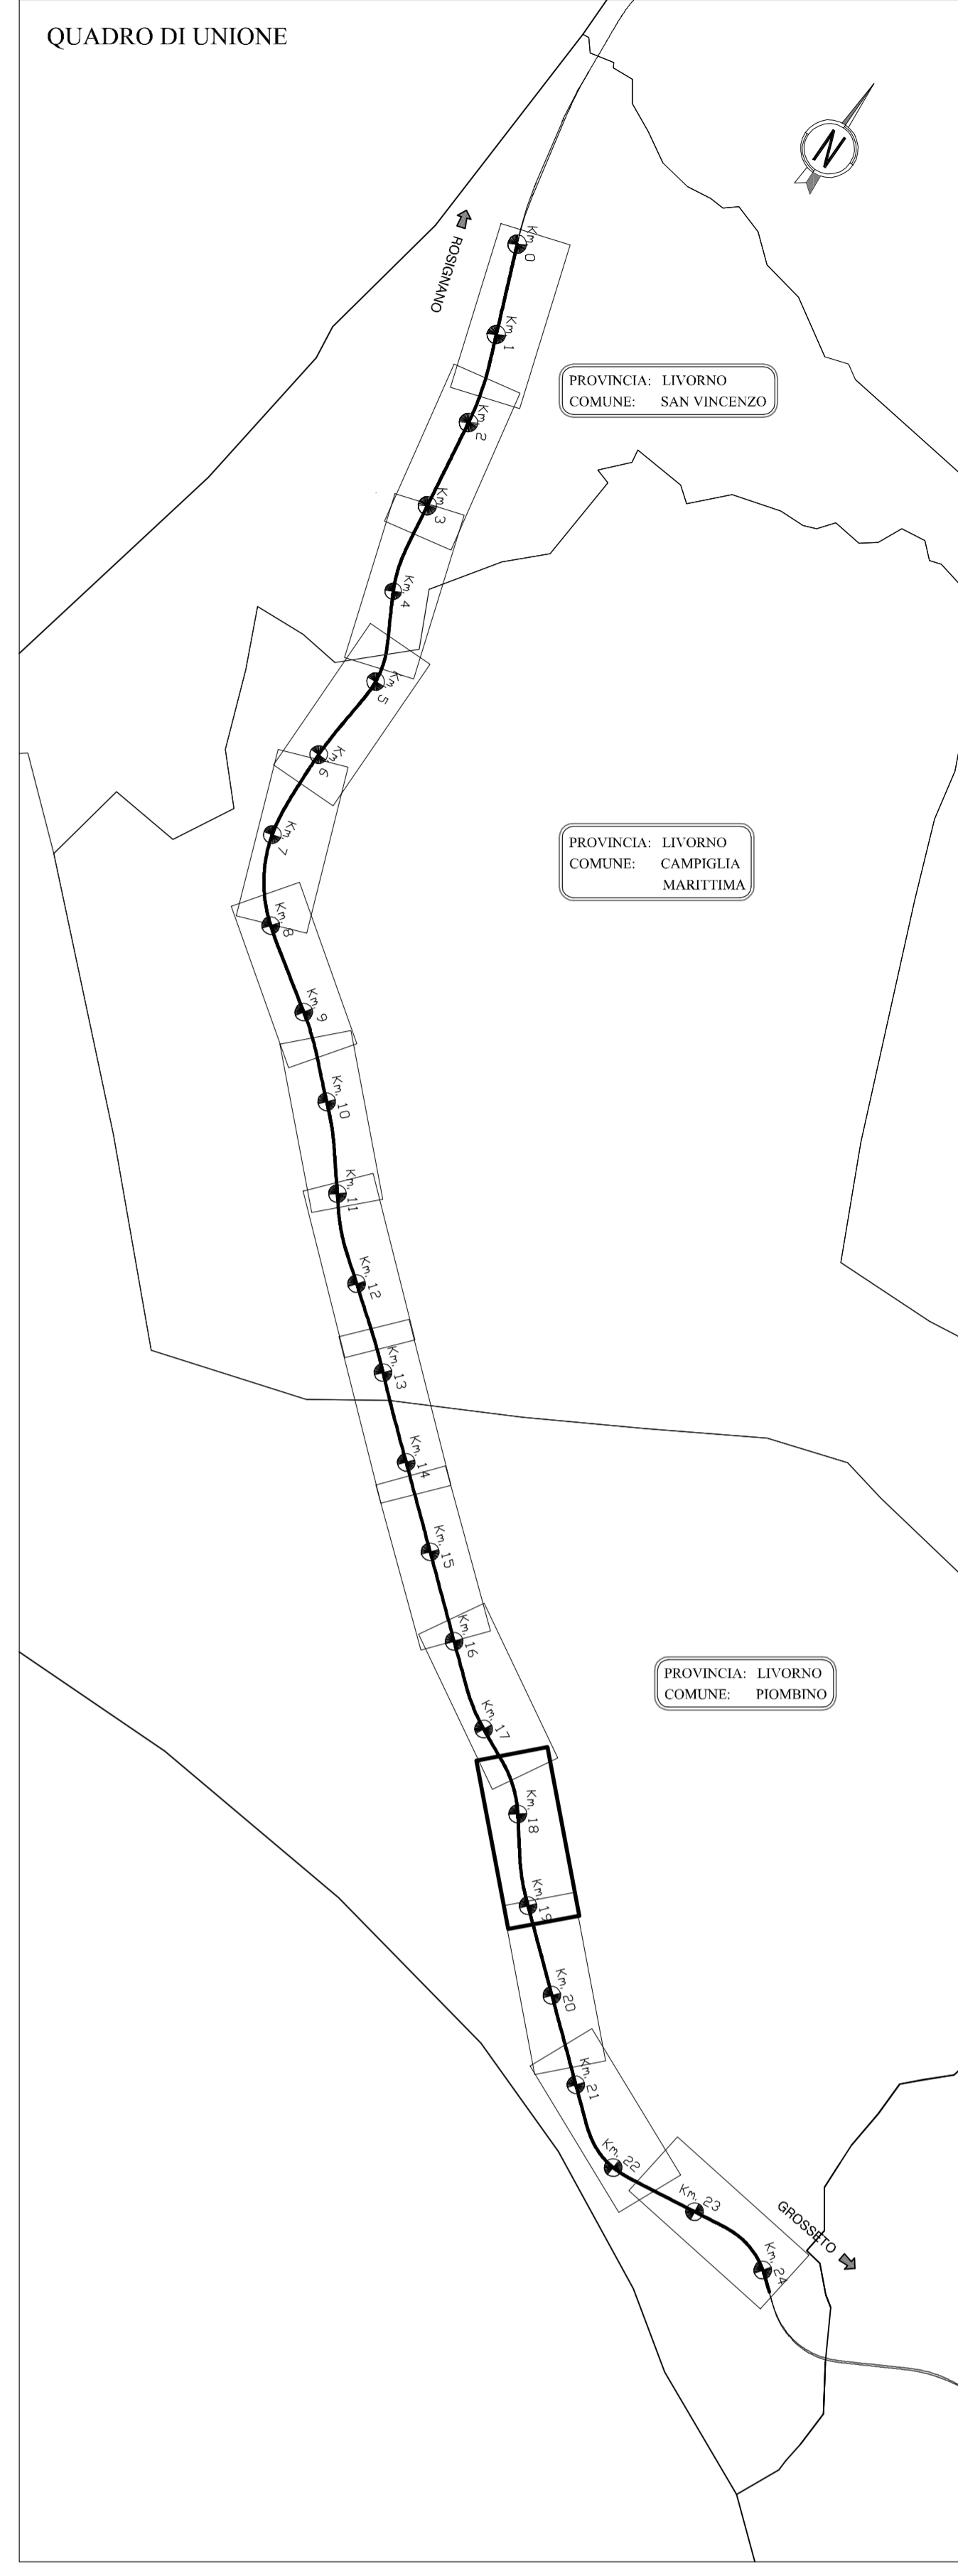 QUADRO DI UNIONE
N
ROSIGNANO
Km. 0
Km. 1
PROVINCIA: LIVORNO
COMUNE: SAN VINCENZO
Km. 2
Km. 3
Km. 4
Km. 5
Km. 6
Km. 7
PROVINCIA: LIVORNO
COMUNE: CAMPIGLIA
MARITTIMA
Km. 8
Km. 9
Km. 10
Km. 11
Km. 12
Km. 13
Km. 14
Km. 15
Km. 16
PROVINCIA: LIVORNO
COMUNE: PIOMBINO
Km. 17
Km. 18
Km. 19
Km. 20
Km. 21
Km. 22
Km. 23
GROSSETO
Km. 24